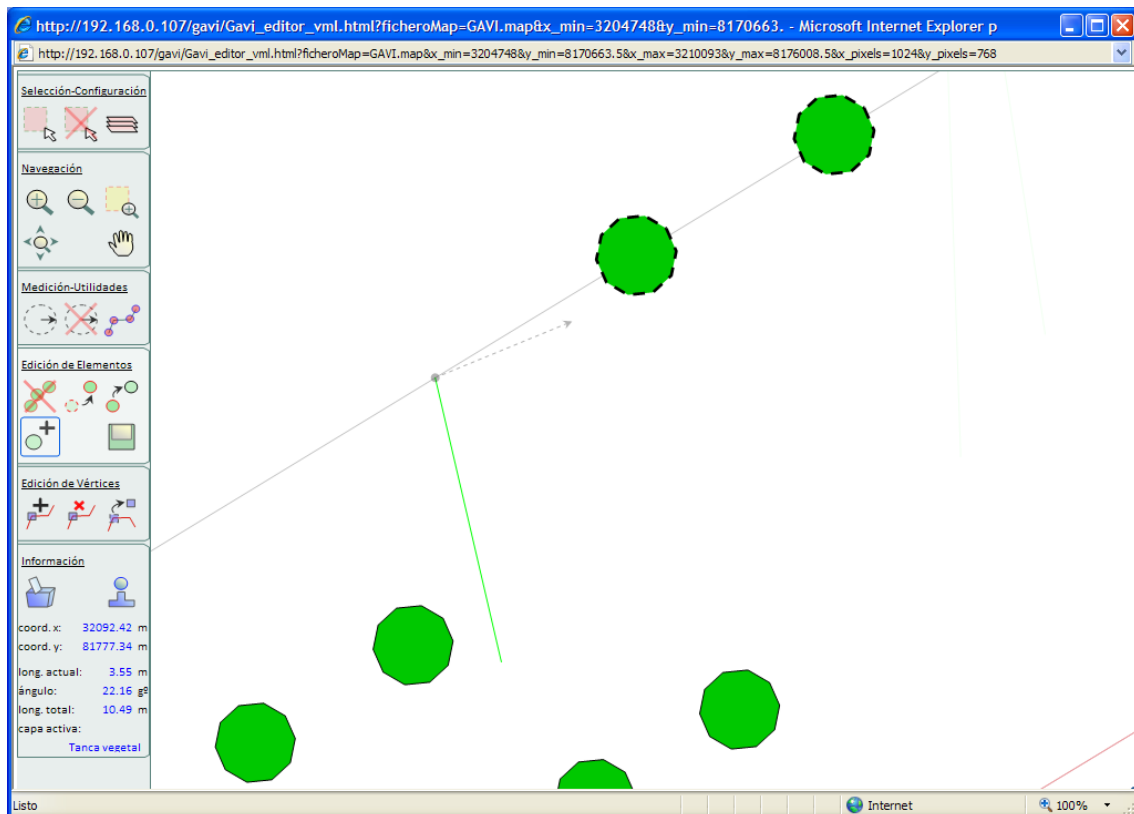 http://192.168.0.107/gavi/Gavi_editor_vml.html?ficheroMap=GAVI.map&x_min=3204748&y_min=8170663. - Microsoft Internet Explorer p
http://192.168.0.107/gavi/Gavi_editor_vml.html?ficheroMap=GAVI.map&x_min=3204748&y_min=8170663.5&x_max=3210093&y_max=8176008.5&x_pixels=1024&y_pixels=768
Selección-Configuración
Navegación
Medición-Utilidades
Edición de Elementos
Edición de Vértices
Información
coord. x: 32092.42 m
coord. y: 81777.34 m
long. actual: 3.55 m
ángulo: 22.16 gº
long. total: 10.49 m
capa activa:
Tanca vegetal
Listo
Internet
100%